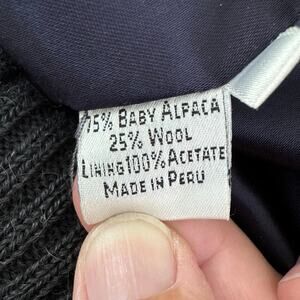 75% BABY ALPACA
25% WOOL
LINING 100% ACETATE
MADE IN PERU